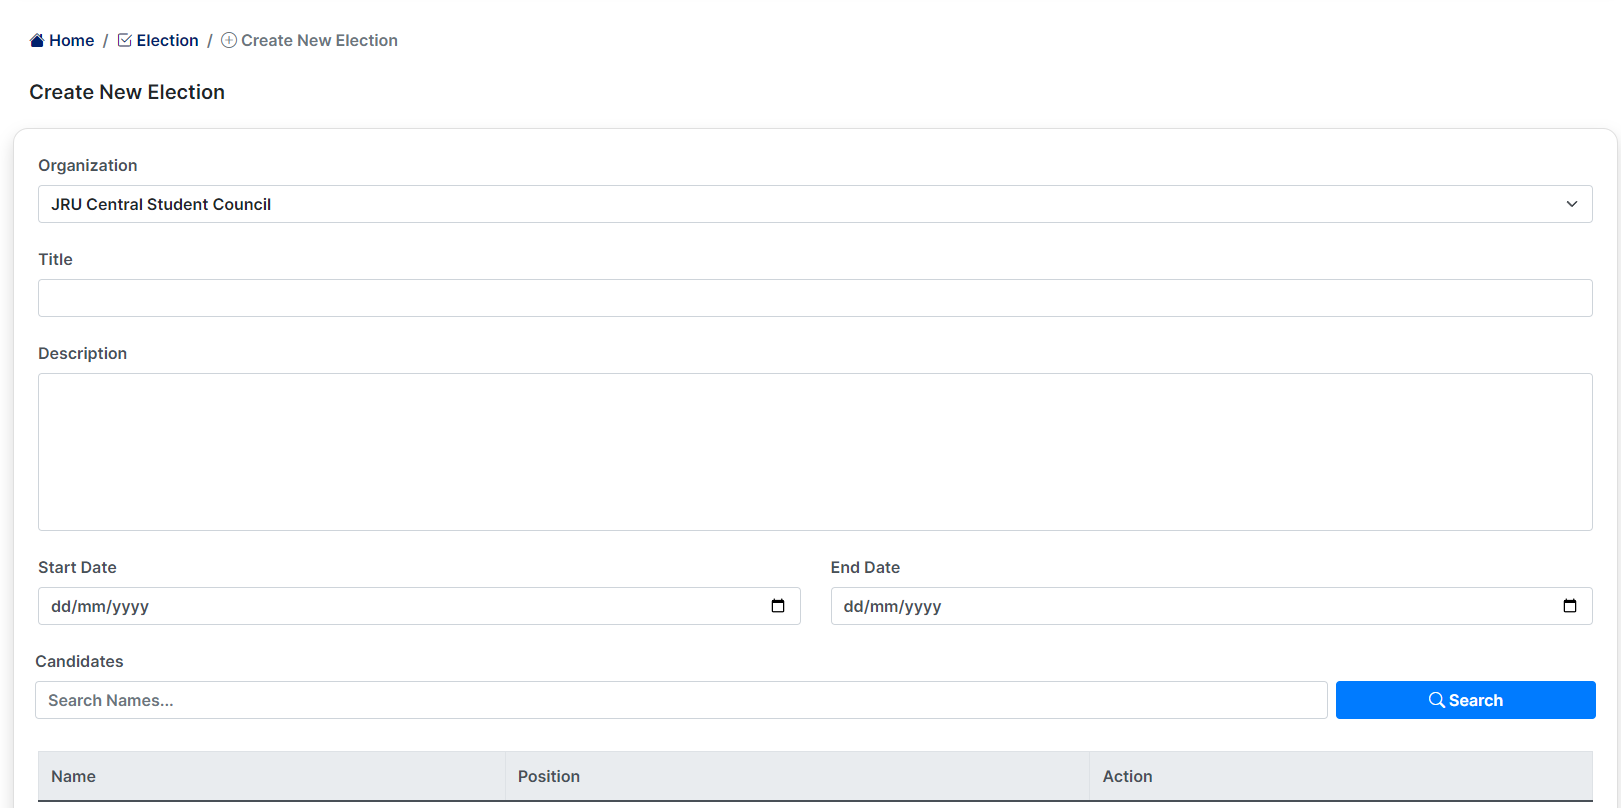 Home / Election / Create New Election
Create New Election
Organization
JRU Central Student Council
Title
Description
Start Date End Date
dd/mm/yyyy dd/mm/yyyy
Candidates
Search Names... Search
Name Position Action